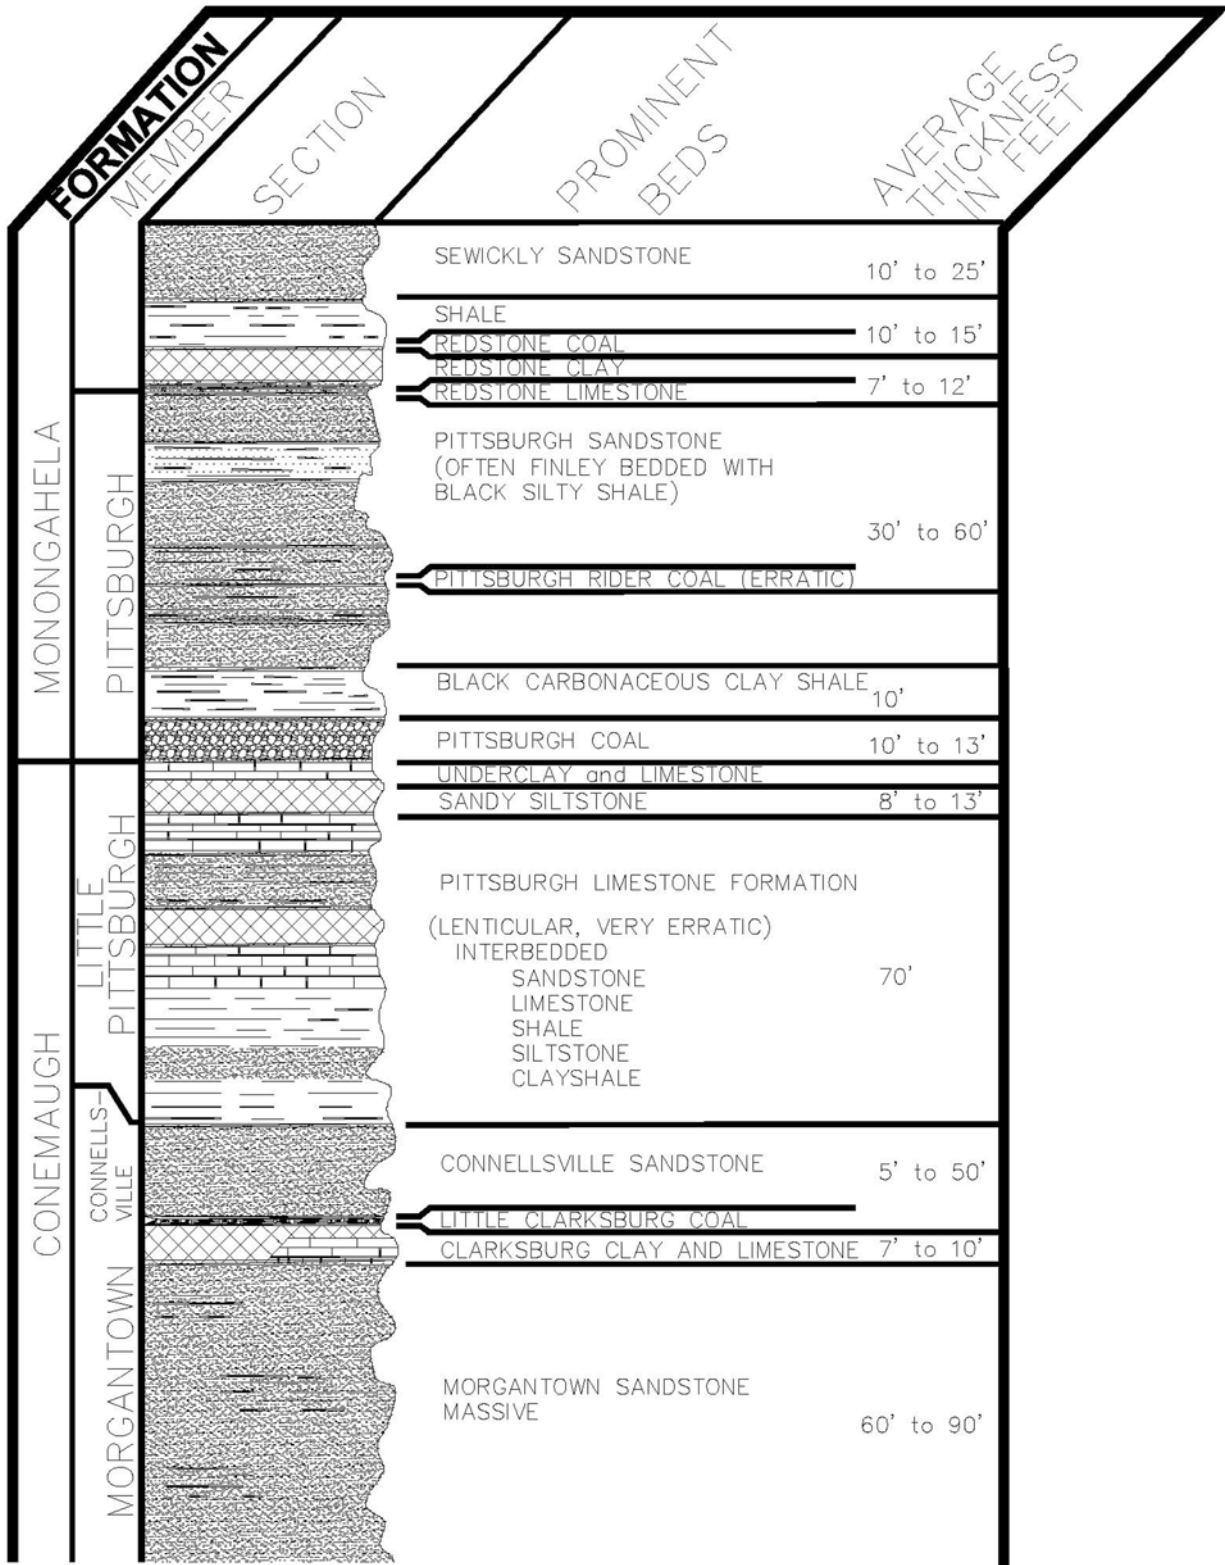 FORMATION
MEMBER
SECTION
PROMINENT
BEDS
AVERAGE
THICKNESS
IN FEET
MONONGAHELA
PITTSBURGH
CONEMAUGH
LITTLE
PITTSBURGH
CONNELLS-
VILLE
MORGANTOWN
SEWICKLY SANDSTONE
10' to 25'
SHALE
10' to 15'
REDSTONE COAL
REDSTONE CLAY
7' to 12'
REDSTONE LIMESTONE
PITTSBURGH SANDSTONE
(OFTEN FINLEY BEDDED WITH
BLACK SILTY SHALE)
30' to 60'
PITTSBURGH RIDER COAL (ERRATIC)
BLACK CARBONACEOUS CLAY SHALE
10'
PITTSBURGH COAL
10' to 13'
UNDERCLAY and LIMESTONE
SANDY SILTSTONE
8' to 13'
PITTSBURGH LIMESTONE FORMATION
(LENTICULAR, VERY ERRATIC)
INTERBEDDED
SANDSTONE
70'
LIMESTONE
SHALE
SILTSTONE
CLAYSHALE
CONNELLSVILLE SANDSTONE
5' to 50'
LITTLE CLARKSBURG COAL
CLARKSBURG CLAY AND LIMESTONE
7' to 10'
MORGANTOWN SANDSTONE
MASSIVE
60' to 90'